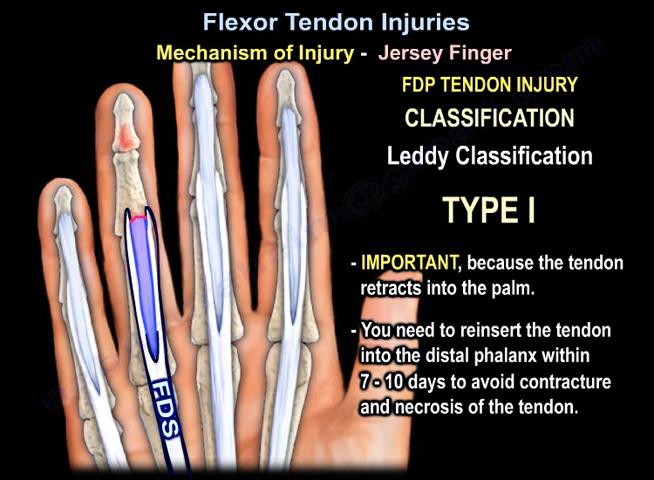 Flexor Tendon Injuries
Mechanism of Injury - Jersey Finger
FDP TENDON INJURY
CLASSIFICATION
Leddy Classification
TYPE I
- IMPORTANT, because the tendon
retracts into the palm.
- You need to reinsert the tendon
into the distal phalanx within
7 - 10 days to avoid contracture
and necrosis of the tendon.
FDS